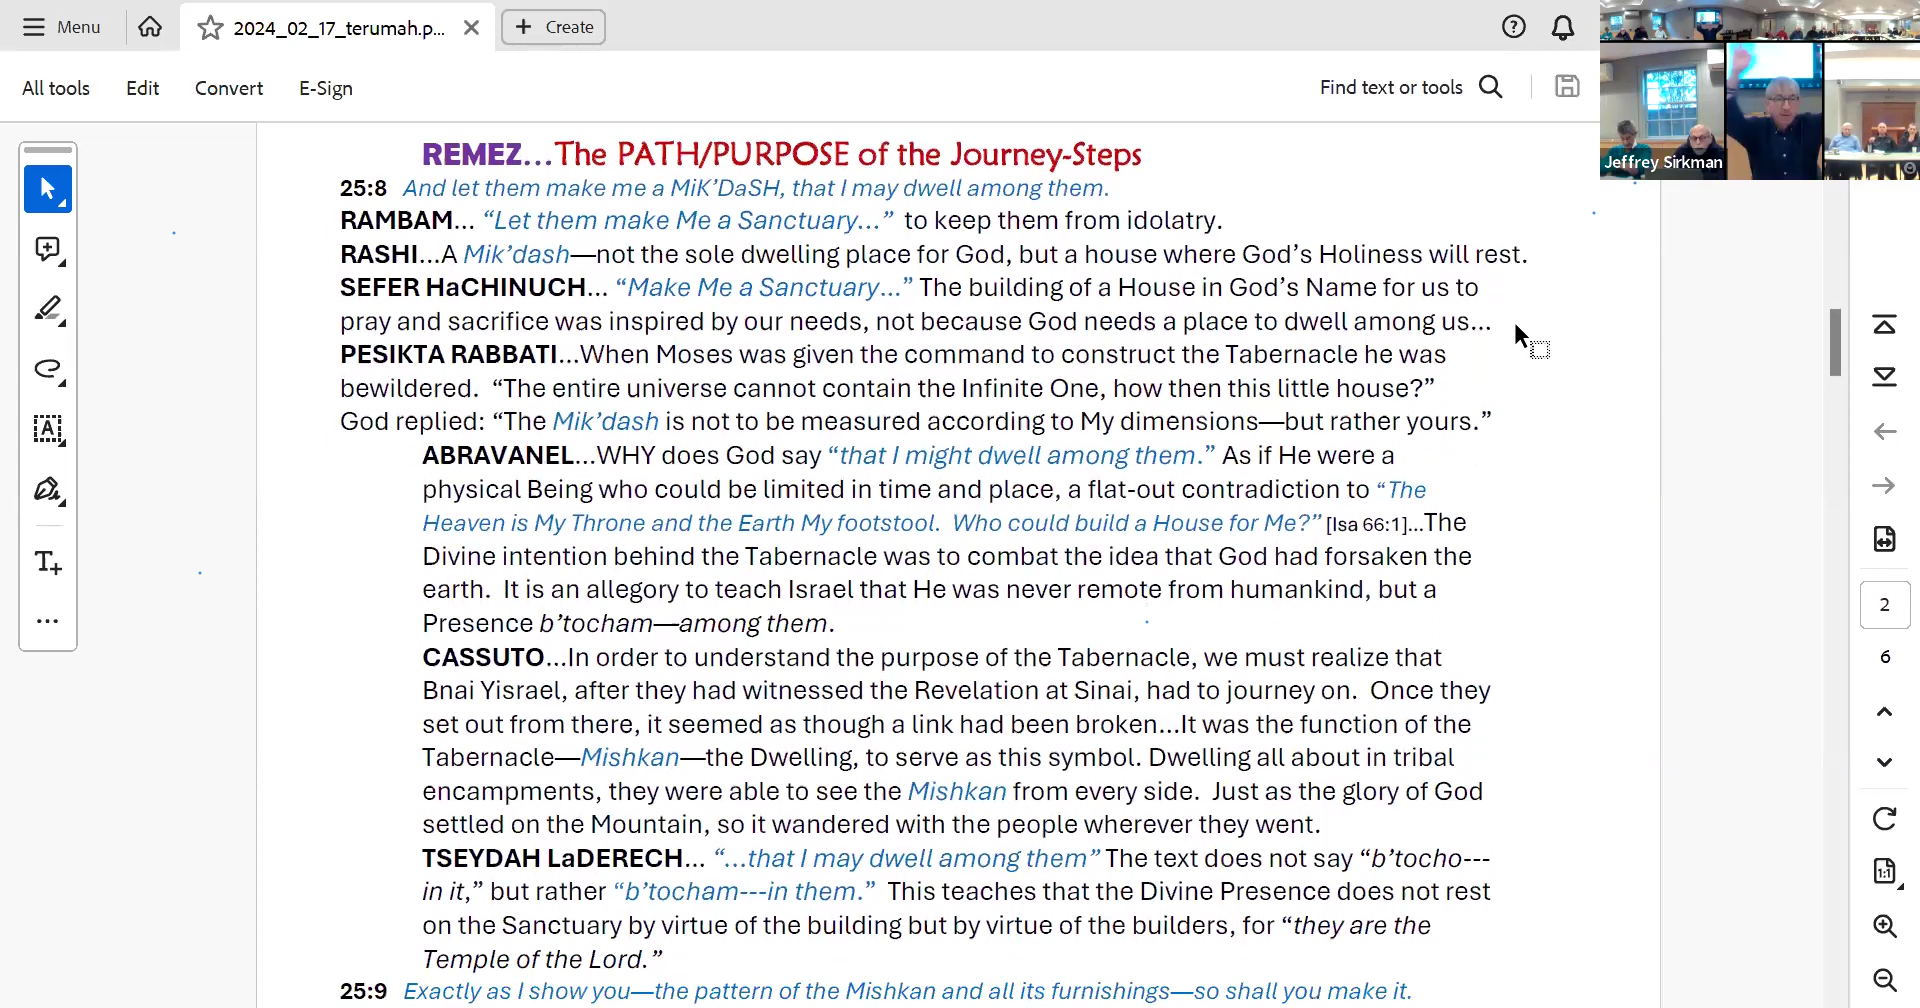 Menu
2024_02_17_terumah.p...
Create
All tools
Edit
Convert
E-Sign
Find text or tools
Jeffrey Sirkman
REMEZ...The PATH/PURPOSE of the Journey-Steps
25:8 And let them make me a MiK’DaSH, that I may dwell among them.
RAMBAM... “Let them make Me a Sanctuary...” to keep them from idolatry.
RASHI...A Mik’dash—not the sole dwelling place for God, but a house where God’s Holiness will rest.
SEFER HaCHINUCH... “Make Me a Sanctuary...” The building of a House in God’s Name for us to
pray and sacrifice was inspired by our needs, not because God needs a place to dwell among us...
PESIKTA RABBATI...When Moses was given the command to construct the Tabernacle he was
bewildered. “The entire universe cannot contain the Infinite One, how then this little house?”
God replied: “The Mik’dash is not to be measured according to My dimensions—but rather yours.”
ABRAVANEL...WHY does God say “that I might dwell among them.” As if He were a
physical Being who could be limited in time and place, a flat-out contradiction to “The
Heaven is My Throne and the Earth My footstool. Who could build a House for Me?” [Isa 66:1]...The
Divine intention behind the Tabernacle was to combat the idea that God had forsaken the
earth. It is an allegory to teach Israel that He was never remote from humankind, but a
Presence b’tocham—among them.
CASSUTO...In order to understand the purpose of the Tabernacle, we must realize that
Bnai Yisrael, after they had witnessed the Revelation at Sinai, had to journey on. Once they
set out from there, it seemed as though a link had been broken...It was the function of the
Tabernacle—Mishkan—the Dwelling, to serve as this symbol. Dwelling all about in tribal
encampments, they were able to see the Mishkan from every side. Just as the glory of God
settled on the Mountain, so it wandered with the people wherever they went.
TSEYDAH LaDERECH... “...that I may dwell among them” The text does not say “b’tocho---
in it,” but rather “b’tocham---in them.” This teaches that the Divine Presence does not rest
on the Sanctuary by virtue of the building but by virtue of the builders, for “they are the
Temple of the Lord.”
25:9 Exactly as I show you—the pattern of the Mishkan and all its furnishings—so shall you make it.
2
6
1:1